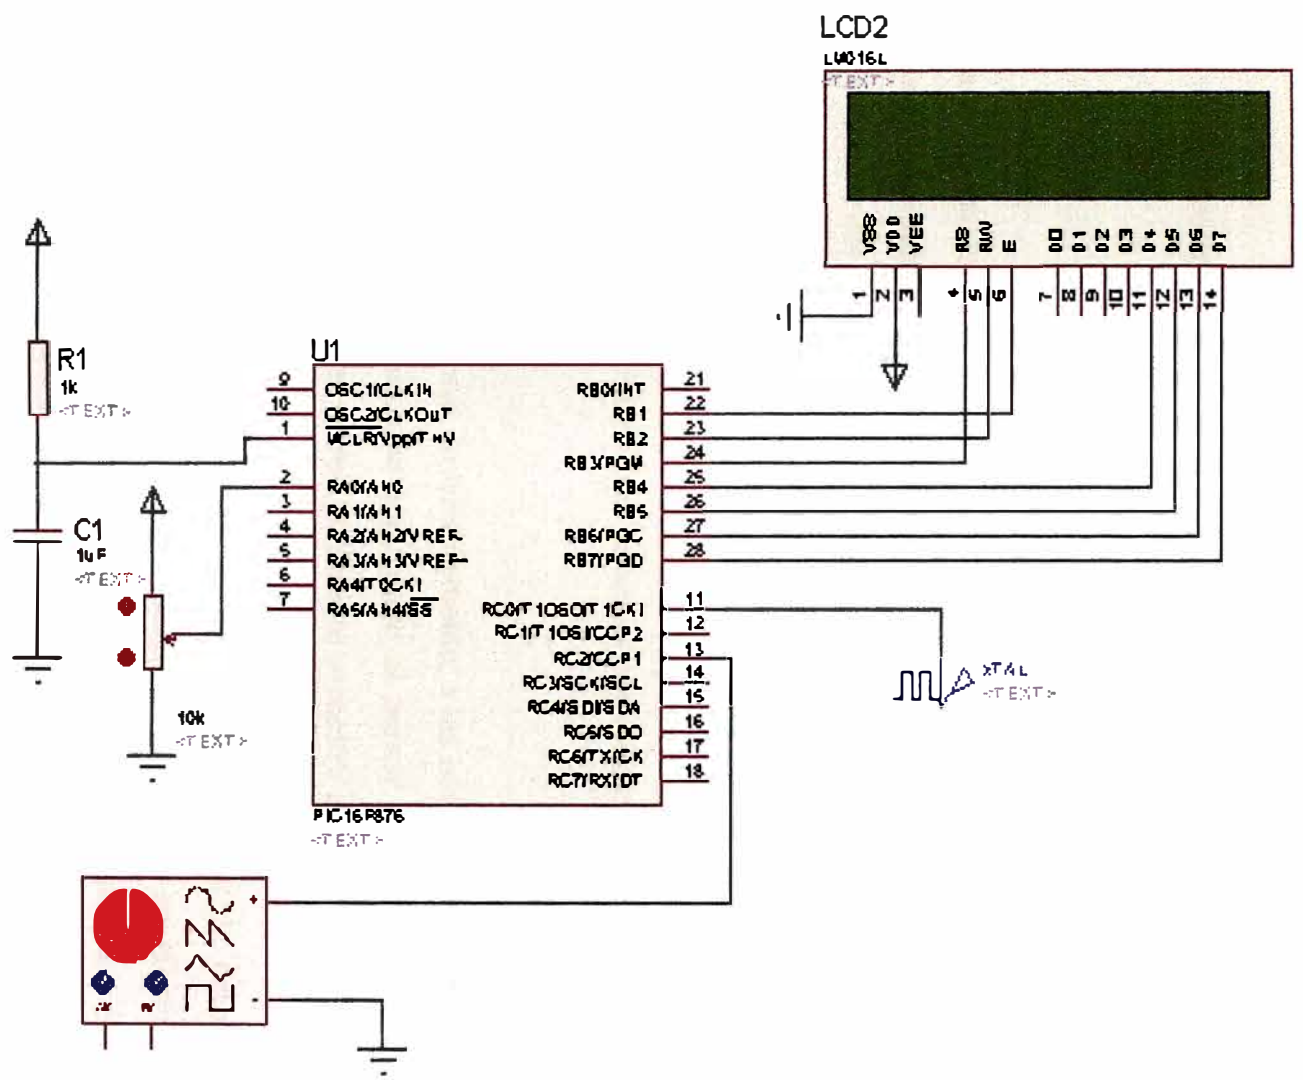 LCD2
LM016L
<TEXT>
VSS VDD VEE RS RW E D0 D1 D2 D3 D4 D5 D6 D7
1 2 3 4 5 6 7 8 9 10 11 12 13 14
R1
1k
<TEXT>
C1
1uF
<TEXT>
10k
<TEXT>
U1
9 OSC1/CLKIN
10 OSC2/CLKOUT
1 MCLR/Vpp/THV
2 RA0/AN0
3 RA1/AN1
4 RA2/AN2/VREF-
5 RA3/AN3/VREF+
6 RA4/T0CKI
7 RA5/AN4/SS
RB0/INT 21
RB1 22
RB2 23
RB3/PGM 24
RB4 25
RB5 26
RB6/PGC 27
RB7/PGD 28
RC0/T1OSO/T1CKI 11
RC1/T1OSI/CCP2 12
RC2/CCP1 13
RC3/SCK/SCL 14
RC4/SDI/SDA 15
RC5/SDO 16
RC6/TX/CK 17
RC7/RX/DT 18
PIC16F876
<TEXT>
XTAL
<TEXT>
+
-